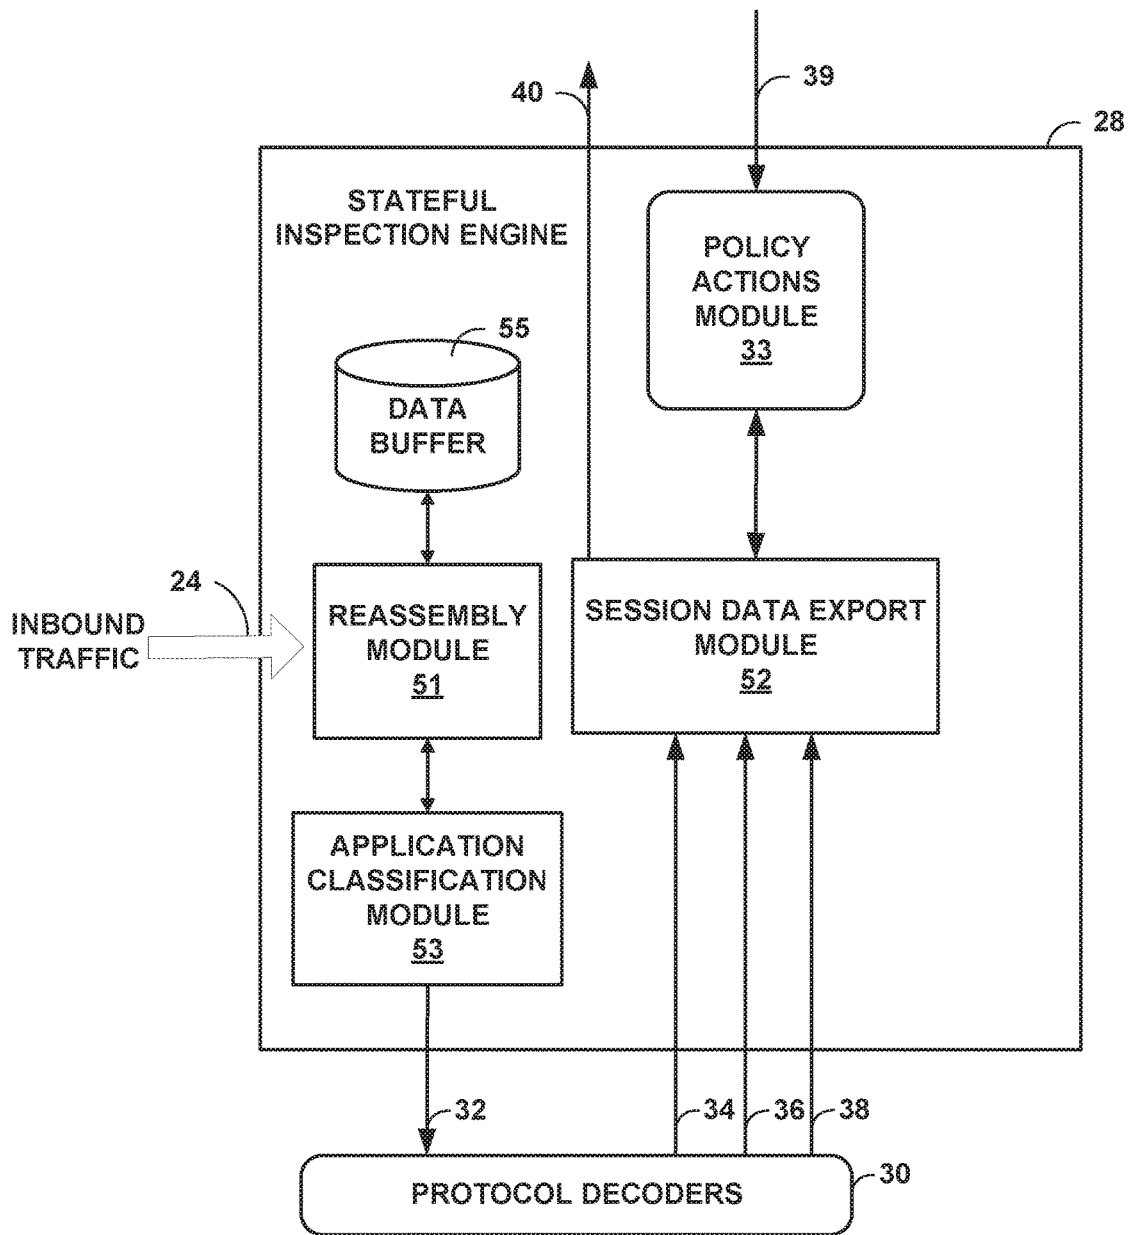 39
40
28
STATEFUL
INSPECTION ENGINE
POLICY
ACTIONS
MODULE
33
55
DATA
BUFFER
24
INBOUND
TRAFFIC
REASSEMBLY
MODULE
51
SESSION DATA EXPORT
MODULE
52
APPLICATION
CLASSIFICATION
MODULE
53
32
34
36
38
PROTOCOL DECODERS
30